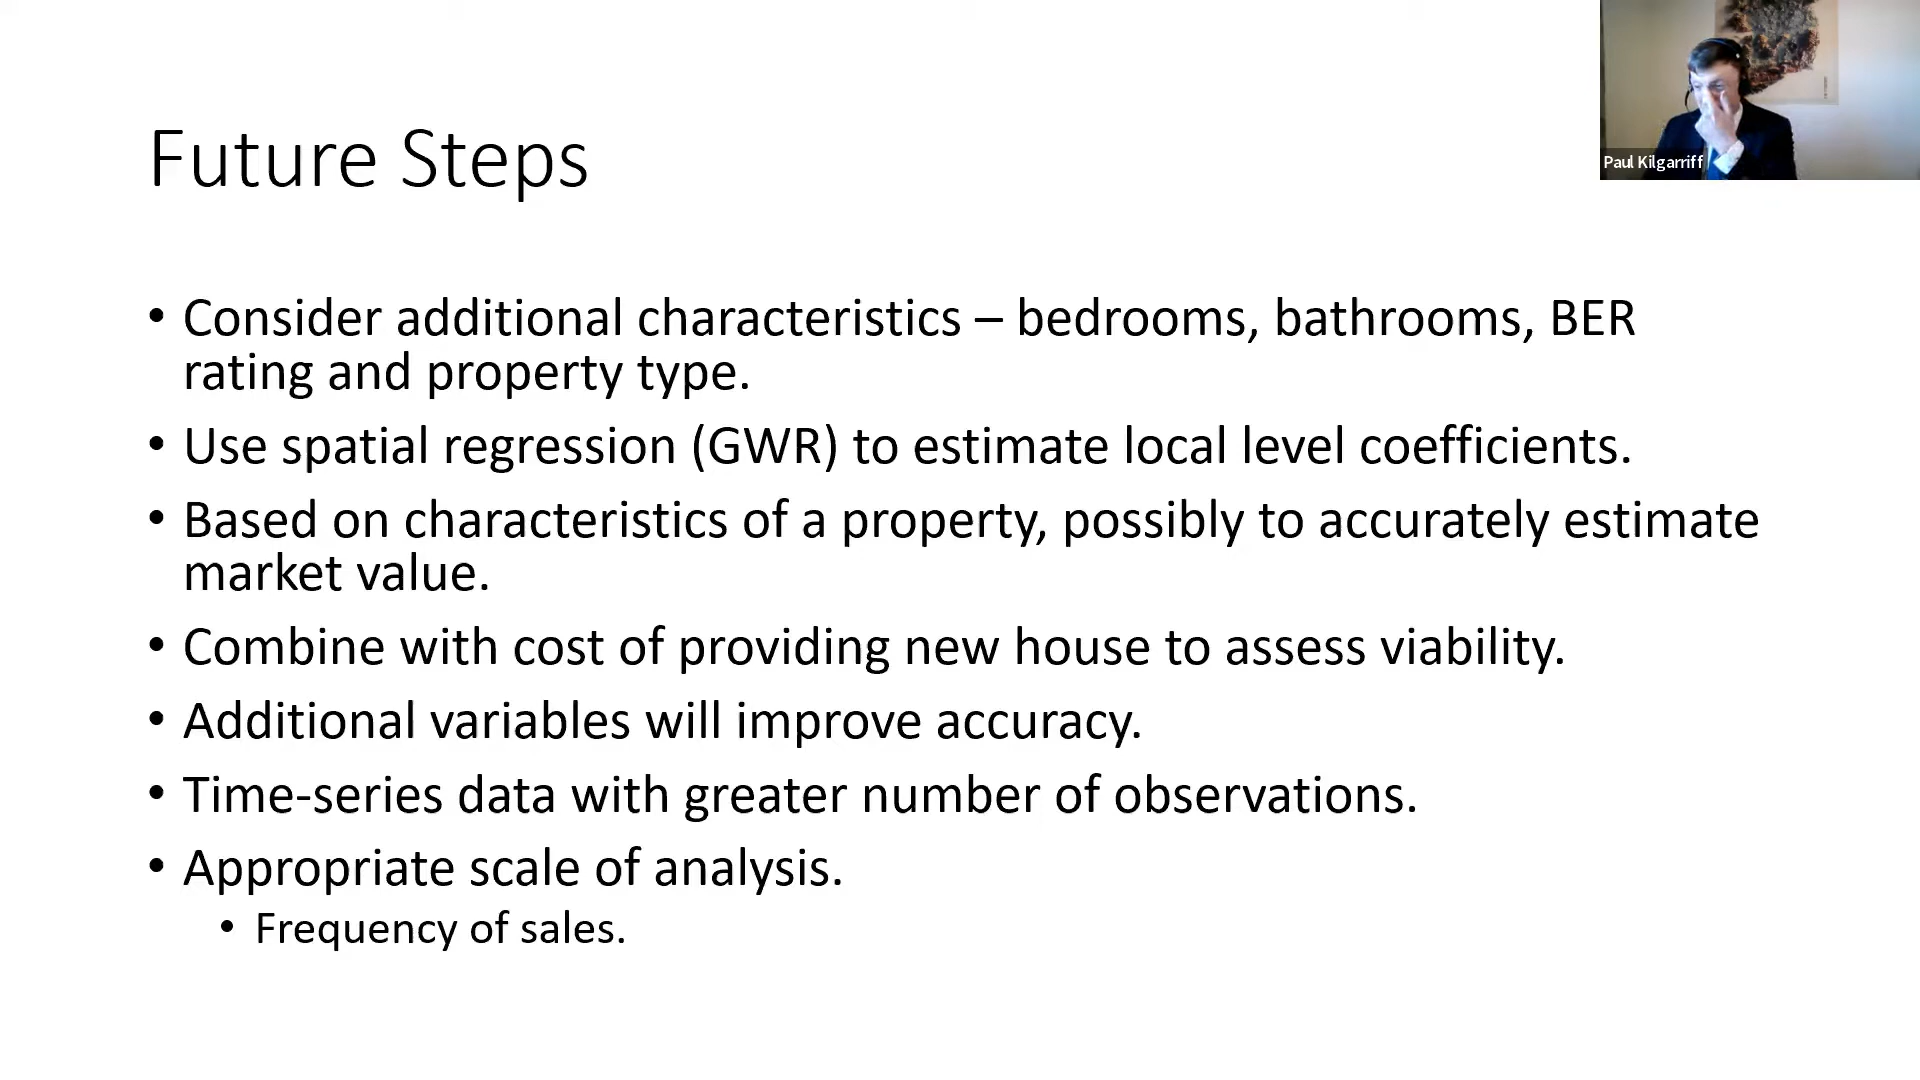 Future Steps
Paul Kilgarriff
• Consider additional characteristics – bedrooms, bathrooms, BER
rating and property type.
• Use spatial regression (GWR) to estimate local level coefficients.
• Based on characteristics of a property, possibly to accurately estimate
market value.
• Combine with cost of providing new house to assess viability.
• Additional variables will improve accuracy.
• Time-series data with greater number of observations.
• Appropriate scale of analysis.
• Frequency of sales.